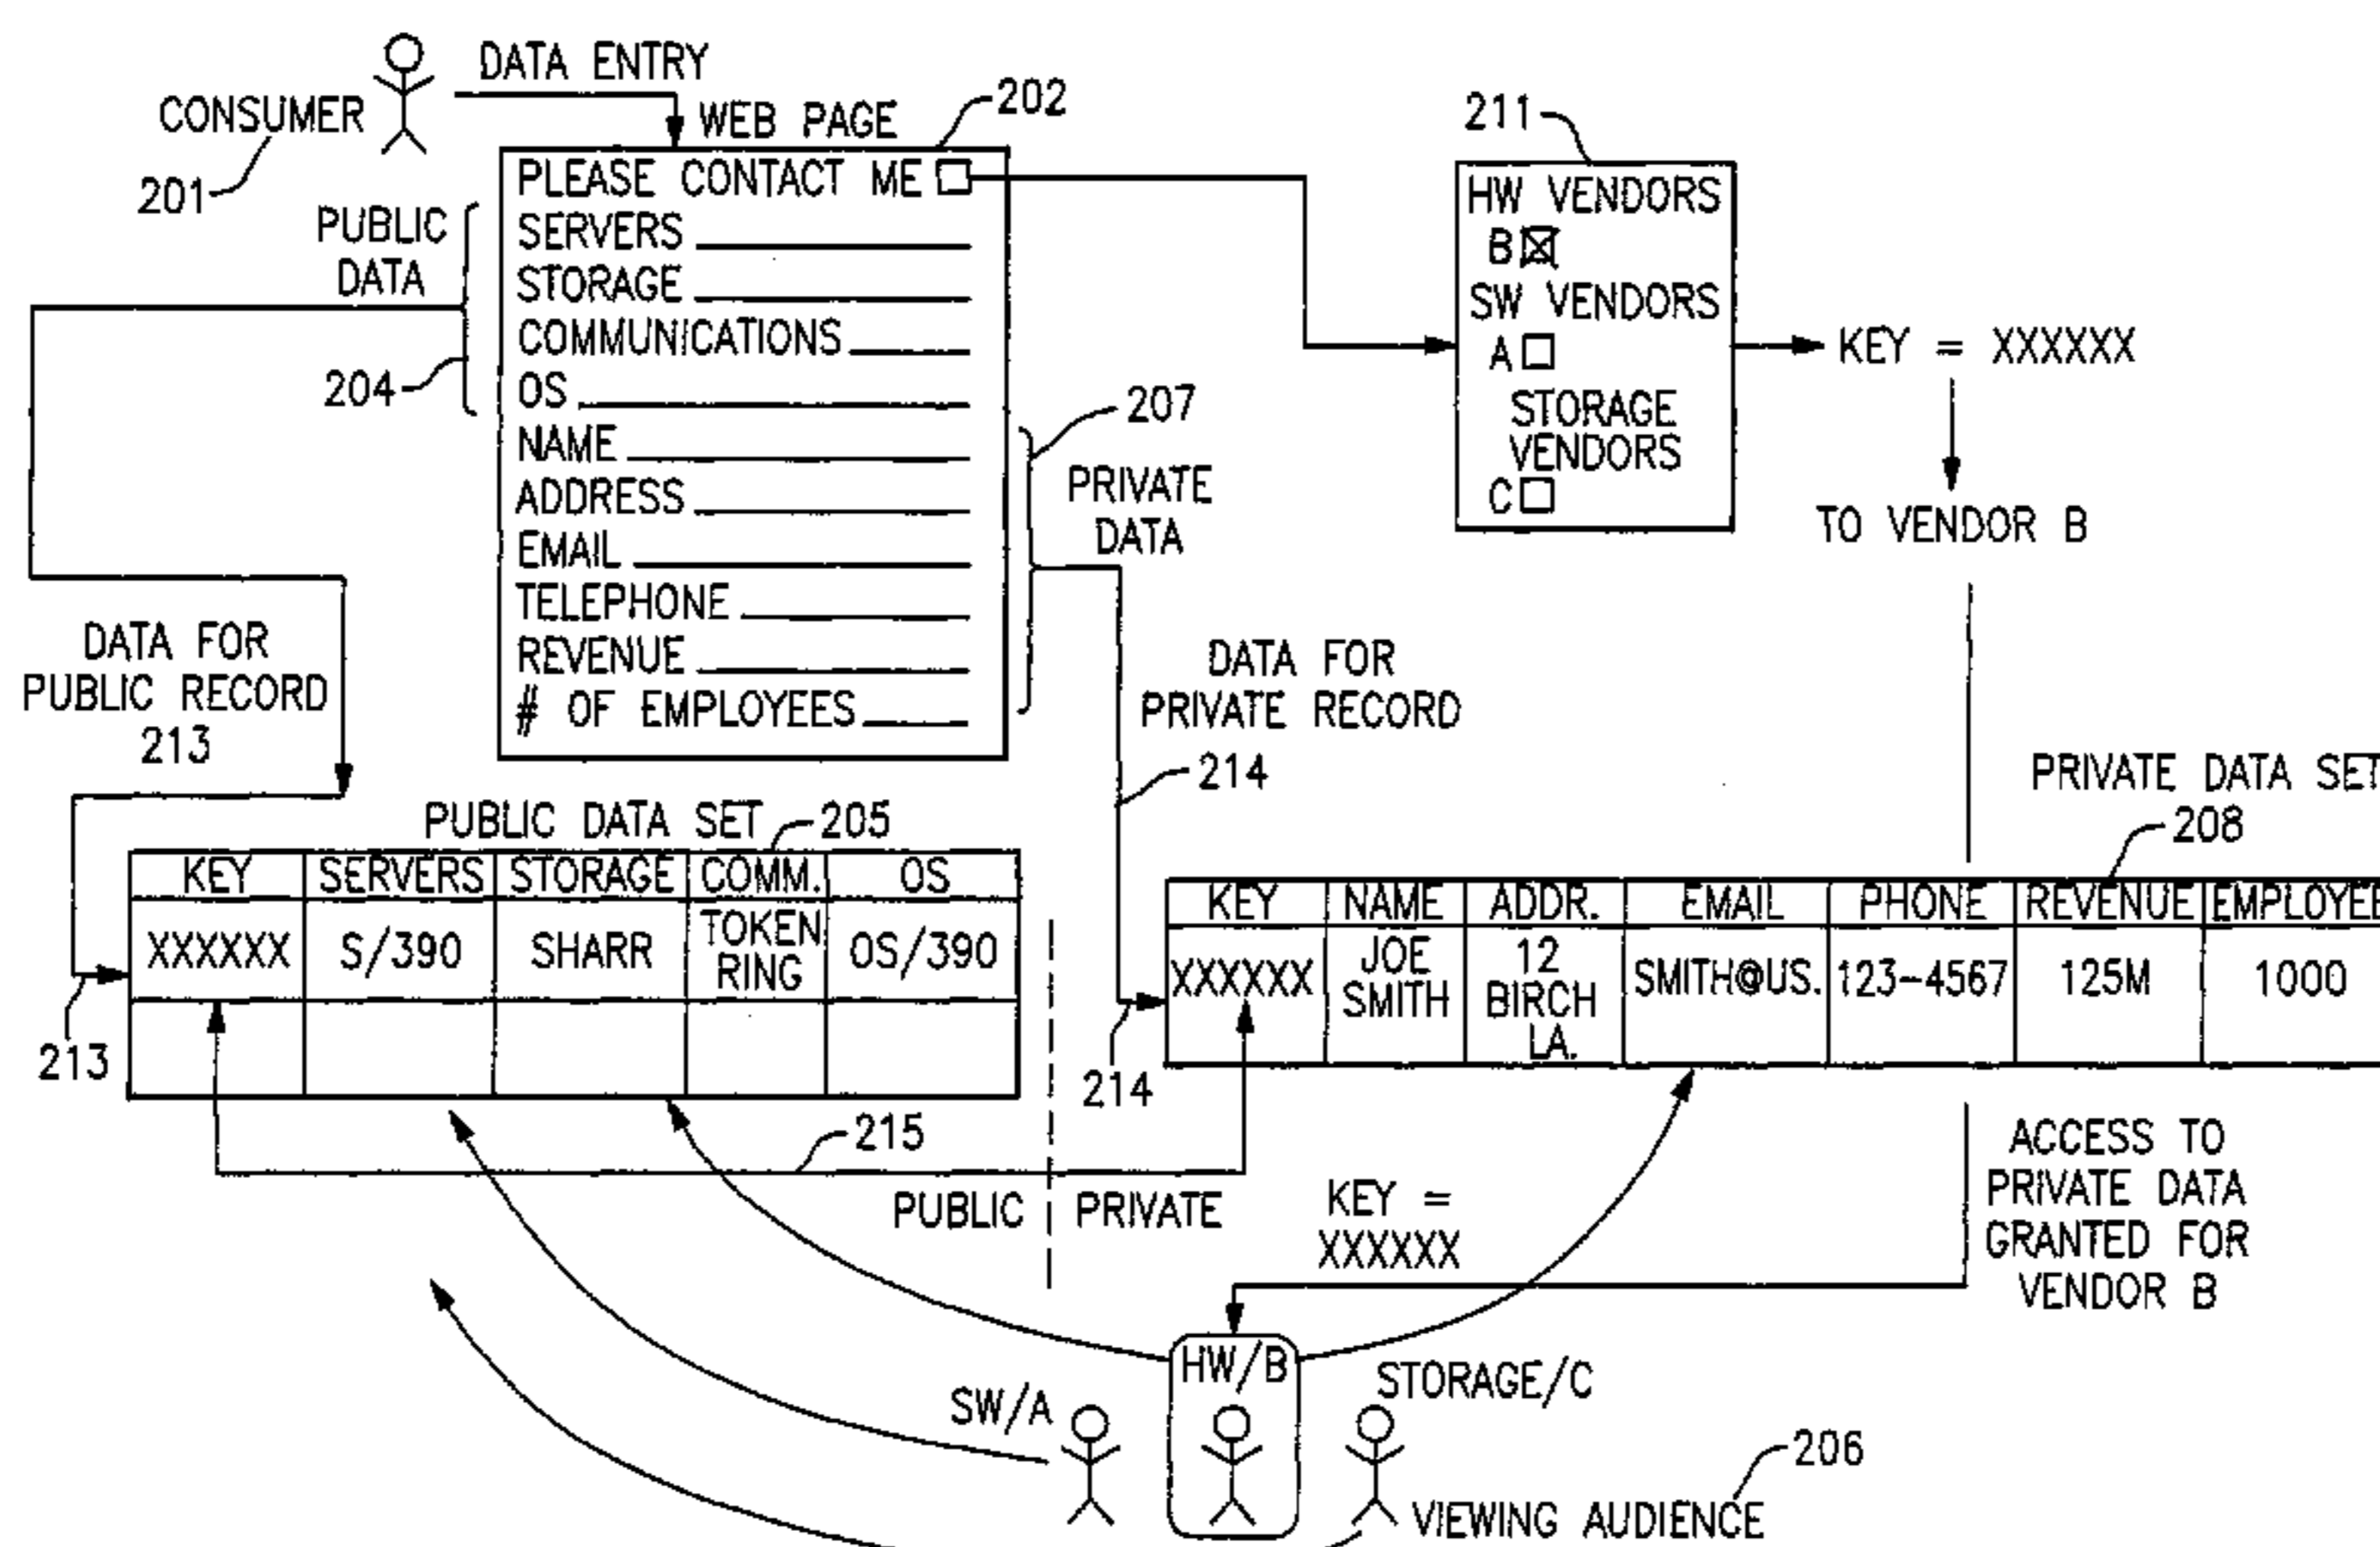 DATA ENTRY
CONSUMER
201
WEB PAGE
202
PLEASE CONTACT ME
SERVERS
STORAGE
COMMUNICATIONS
OS
NAME
ADDRESS
EMAIL
TELEPHONE
REVENUE
# OF EMPLOYEES
PUBLIC
DATA
204
207
PRIVATE
DATA
211
HW VENDORS
B
SW VENDORS
A
STORAGE
VENDORS
C
KEY = XXXXXX
TO VENDOR B
DATA FOR
PUBLIC RECORD
213
DATA FOR
PRIVATE RECORD
214
PUBLIC DATA SET
205
KEY SERVERS STORAGE COMM. OS
XXXXXX S/390 SHARR TOKEN RING OS/390
213
PRIVATE DATA SET
208
KEY NAME ADDR. EMAIL PHONE REVENUE EMPLOYEE
XXXXXX JOE SMITH 12 BIRCH LA. SMITH@US. 123-4567 125M 1000
214
215
PUBLIC
PRIVATE
KEY =
XXXXXX
ACCESS TO
PRIVATE DATA
GRANTED FOR
VENDOR B
SW/A
HW/B
STORAGE/C
206
VIEWING AUDIENCE